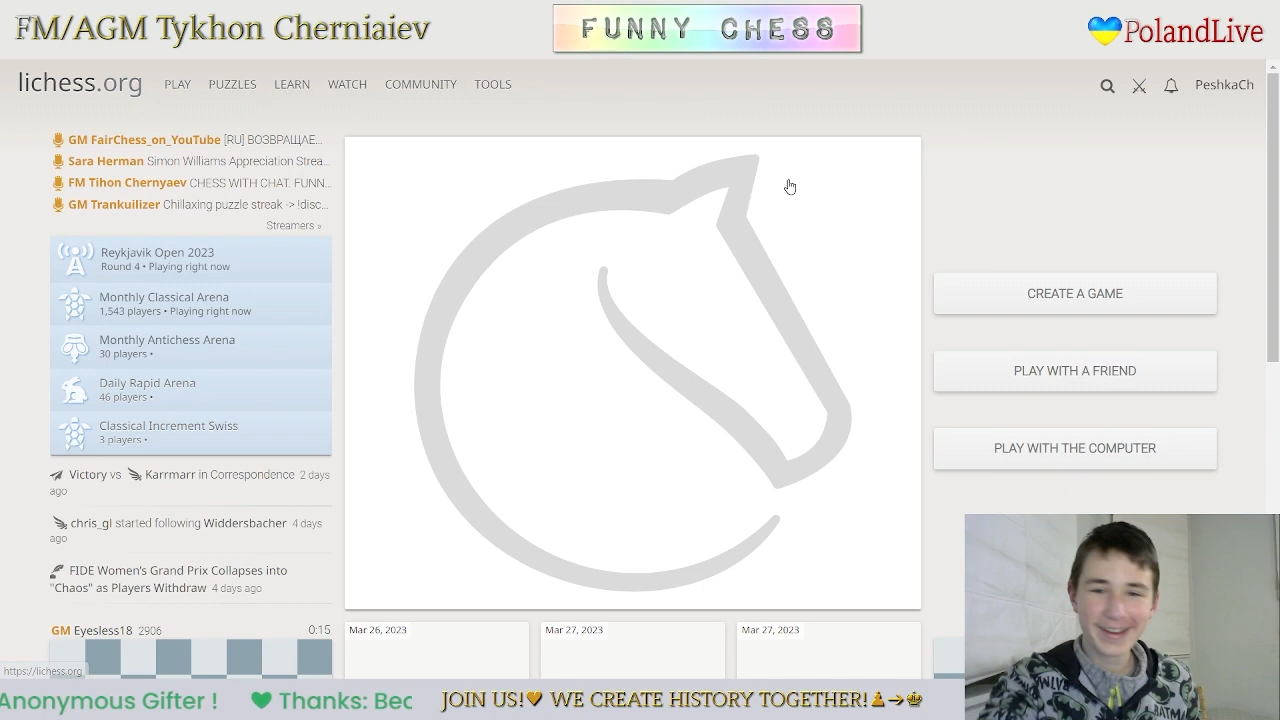 FM/AGM Tykhon Cherniaiev
FUNNY CHESS
PolandLive
lichess.org
PLAY
PUZZLES
LEARN
WATCH
COMMUNITY
TOOLS
PeshkaCh
GM FairChess_on_YouTube [RU] ВОЗВРАЩАЕ...
Sara Herman Simon Williams Appreciation Strea...
FM Tihon Chernyaev CHESS WITH CHAT. FUNN...
GM Trankuilizer Chillaxing puzzle streak -> !disc...
Streamers »
Reykjavik Open 2023
Round 4 • Playing right now
Monthly Classical Arena
1,543 players • Playing right now
Monthly Antichess Arena
30 players •
Daily Rapid Arena
46 players •
Classical Increment Swiss
3 players •
Victory vs Karrmarr in Correspondence 2 days
ago
chris_gl started following Widdersbacher 4 days
ago
FIDE Women's Grand Prix Collapses into
"Chaos" as Players Withdraw 4 days ago
GM Eyesless18 2906 0:15
CREATE A GAME
PLAY WITH A FRIEND
PLAY WITH THE COMPUTER
Mar 26, 2023
Mar 27, 2023
Mar 27, 2023
https://lichess.org
Anonymous Gifter ! 💚 Thanks: Bec
JOIN US!🧡 WE CREATE HISTORY TOGETHER!♟→♚